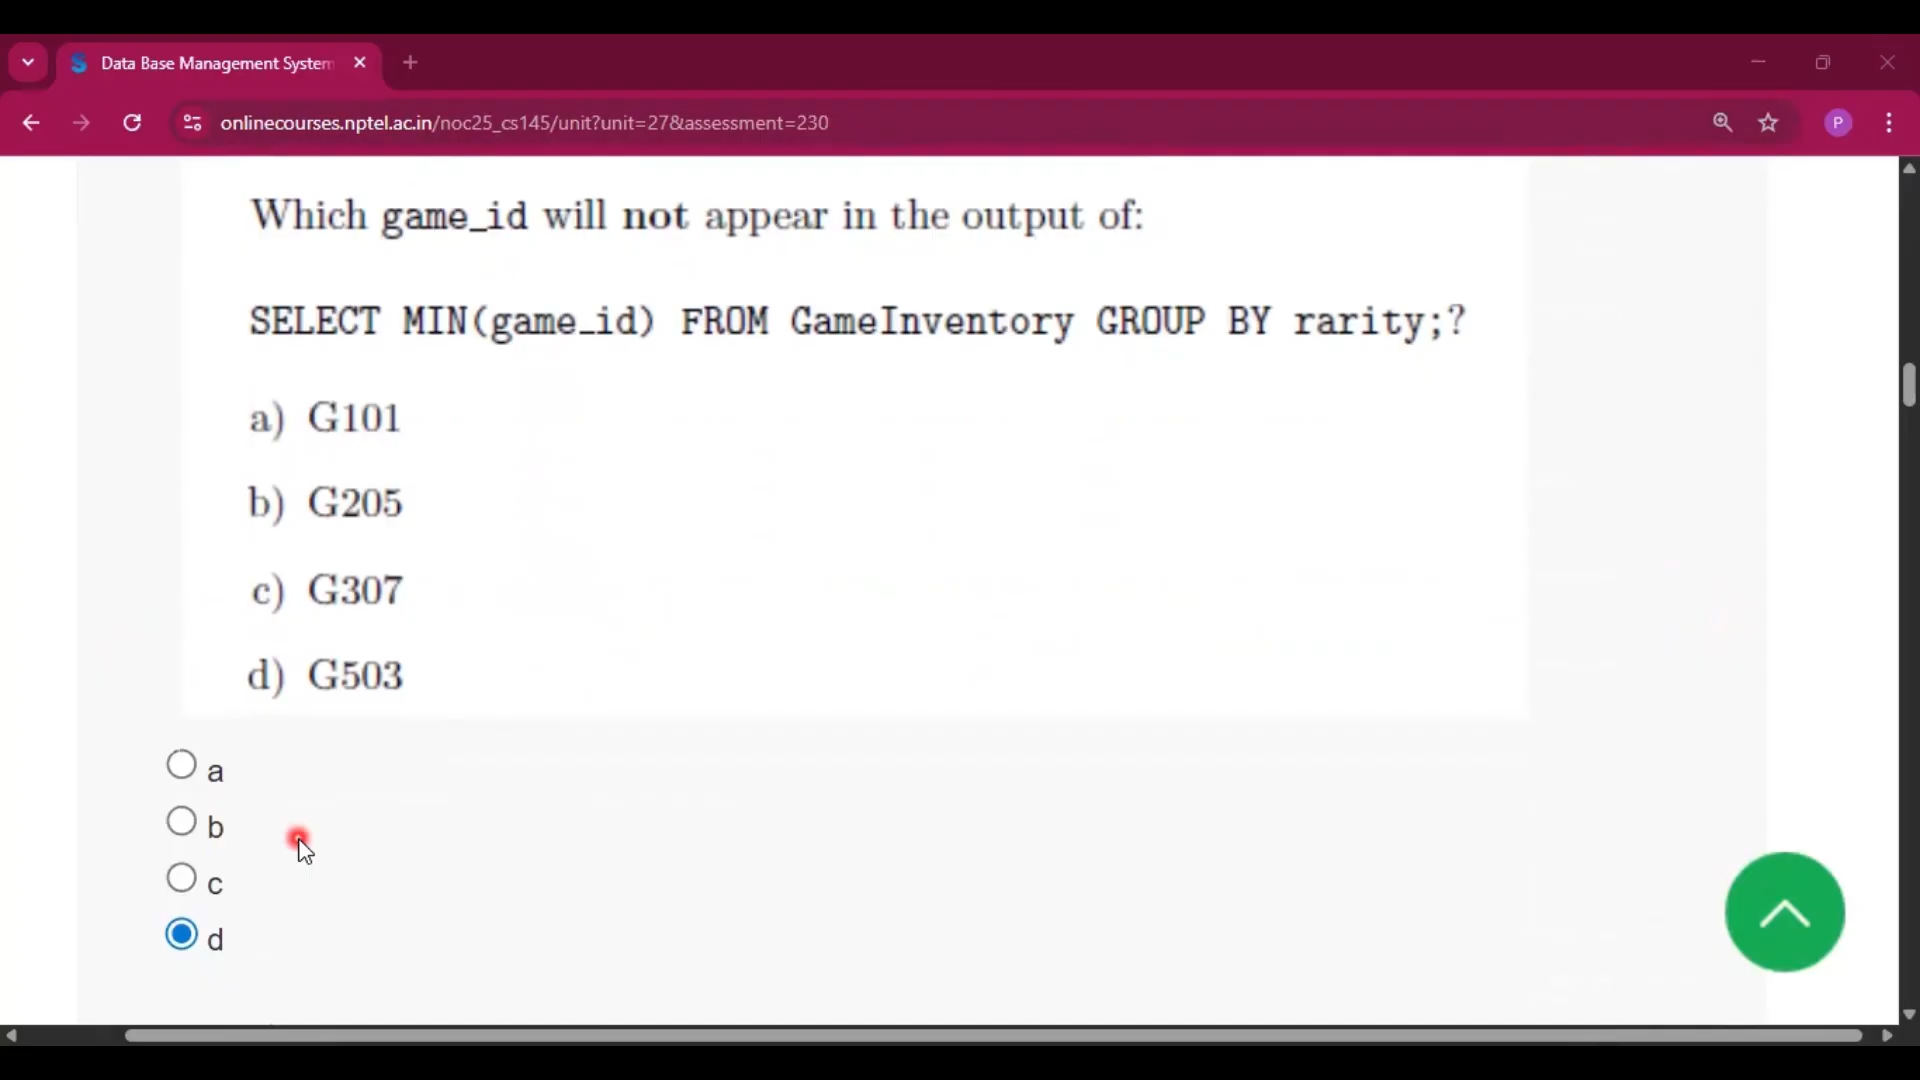 Data Base Management System
onlinecourses.nptel.ac.in/noc25_cs145/unit?unit=27&assessment=230
P
Which game_id will not appear in the output of:
SELECT MIN(game_id) FROM GameInventory GROUP BY rarity;?
a) G101
b) G205
c) G307
d) G503
a
b
c
d